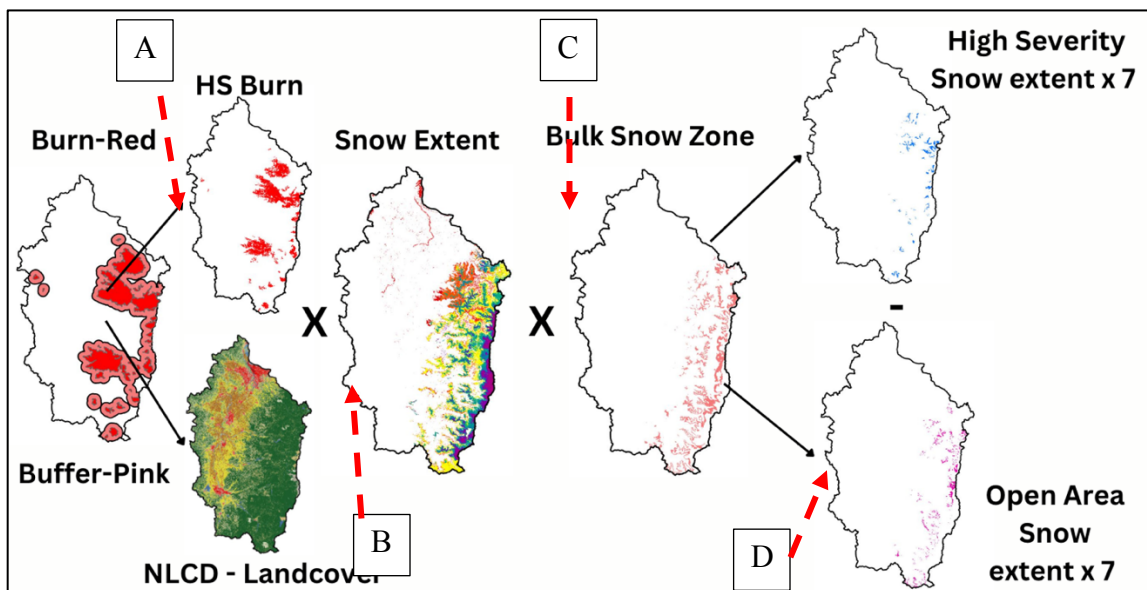 A
C
High Severity
Snow extent x 7
HS Burn
Burn-Red
Snow Extent
Bulk Snow Zone
X
X
-
Buffer-Pink
B
D
Open Area
Snow
extent x 7
NLCD - Landcover